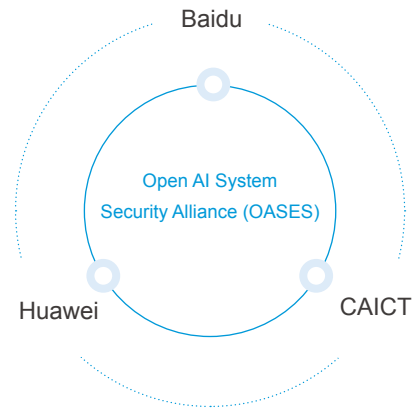 Baidu
Open AI System
Security Alliance (OASES)
Huawei
CAICT